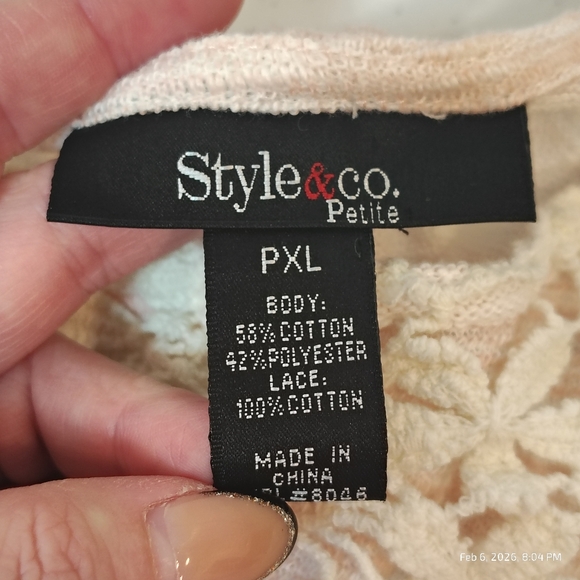 Style&co.
Petite
PXL
BODY:
58%COTTON
42%POLYESTER
LACE:
100%COTTON
MADE IN
CHINA
#8046
Feb 6, 2026, 8:04 PM